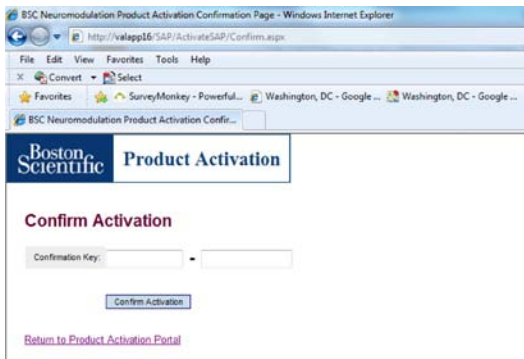 BSC Neuromodulation Product Activation Confirmation Page - Windows Internet Explorer
http://valapp16/SAP/ActivateSAP/Confirm.aspx
File Edit View Favorites Tools Help
x Convert Select
Favorites SurveyMonkey - Powerful... Washington, DC - Google ... Washington, DC - Google ...
BSC Neuromodulation Product Activation Confir...
Boston Scientific Product Activation
Confirm Activation
Confirmation Key: -
Confirm Activation
Return to Product Activation Portal